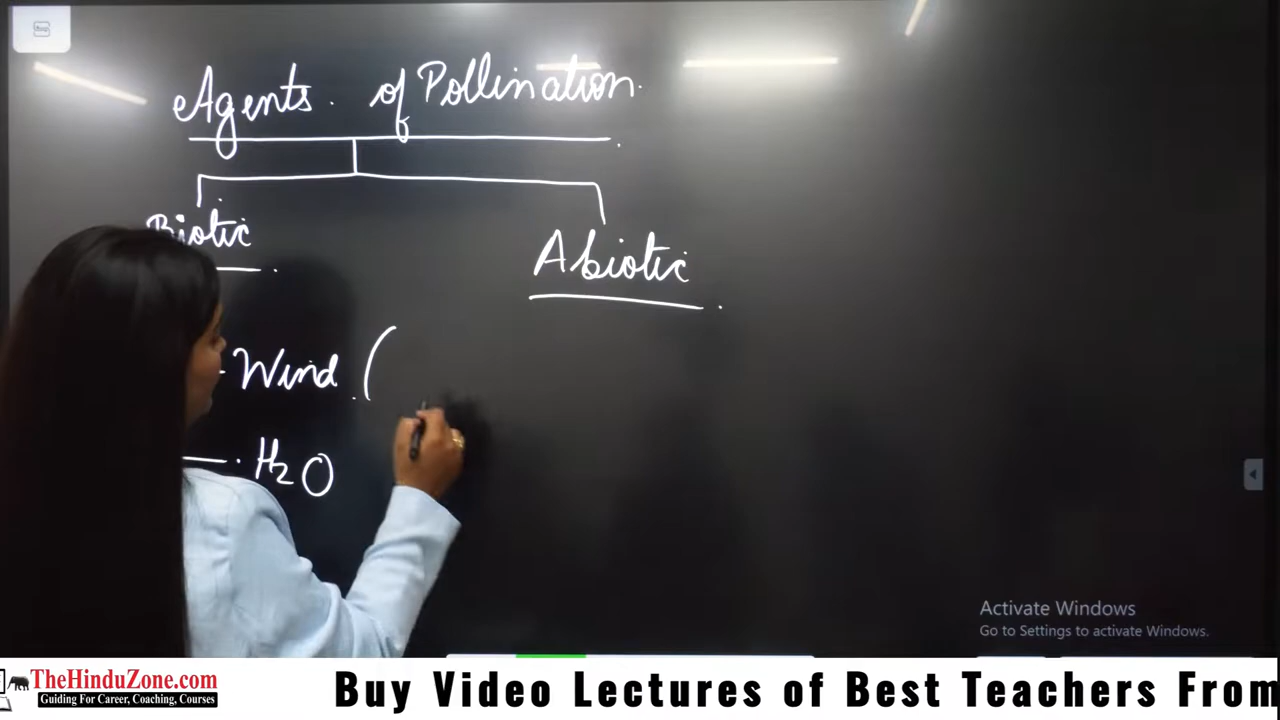 Agents of Pollination
Biotic
Abiotic
Wind (
H2O
Activate Windows
Go to Settings to activate Windows.
TheHinduZone.com
Guiding For Career, Coaching, Courses
Buy Video Lectures of Best Teachers From